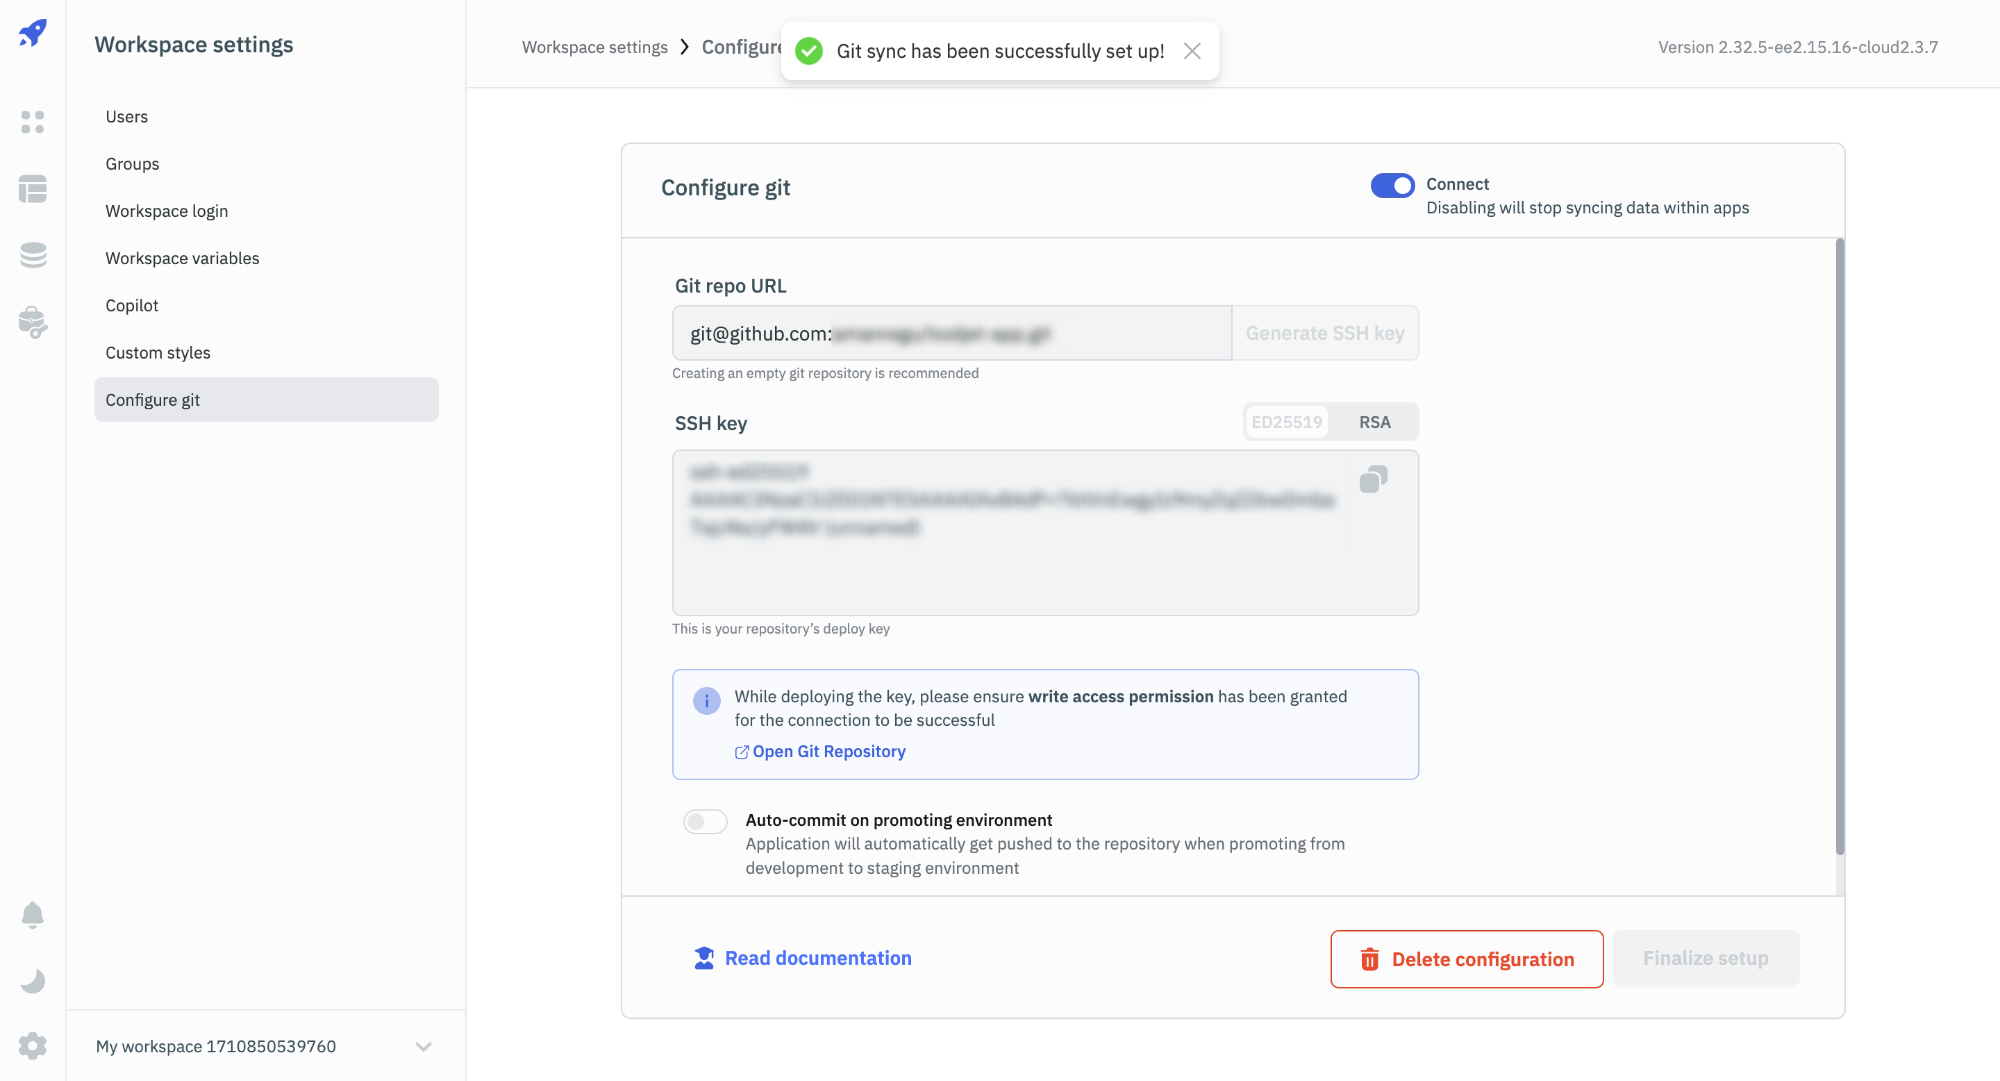 Workspace settings
Users
Groups
Workspace login
Workspace variables
Copilot
Custom styles
Configure git
My workspace 1710850539760
Workspace settings > Configure
Git sync has been successfully set up!
Version 2.32.5-ee2.15.16-cloud2.3.7
Configure git
Connect
Disabling will stop syncing data within apps
Git repo URL
git@github.com:
Generate SSH key
Creating an empty git repository is recommended
SSH key
ED25519
RSA
This is your repository's deploy key
While deploying the key, please ensure write access permission has been granted
for the connection to be successful
Open Git Repository
Auto-commit on promoting environment
Application will automatically get pushed to the repository when promoting from
development to staging environment
Read documentation
Delete configuration
Finalize setup